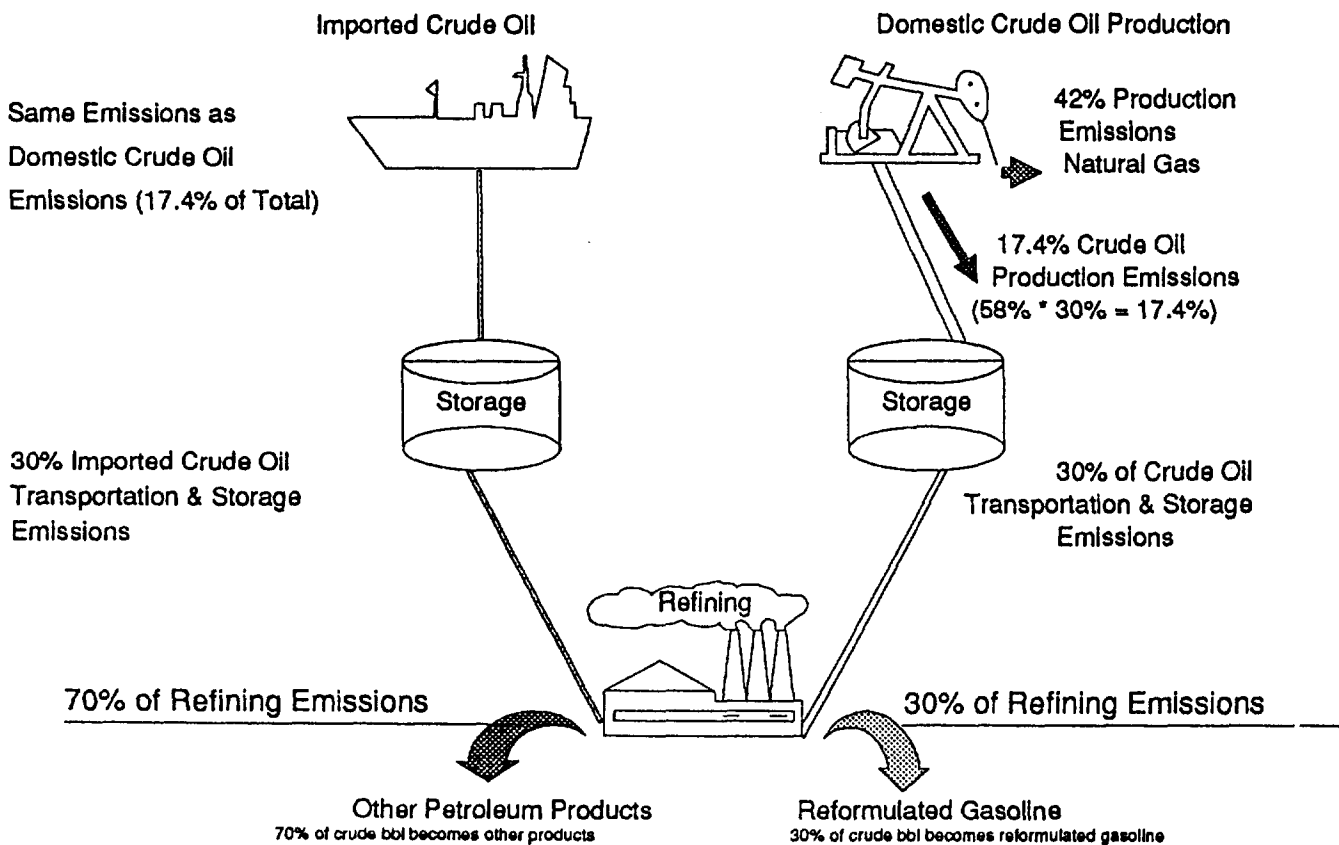 Imported Crude Oil
Domestic Crude Oil Production
Same Emissions as
Domestic Crude Oil
Emissions (17.4% of Total)
42% Production
Emissions
Natural Gas
17.4% Crude Oil
Production Emissions
(58% * 30% = 17.4%)
Storage
Storage
30% Imported Crude Oil
Transportation & Storage
Emissions
30% of Crude Oil
Transportation & Storage
Emissions
Refining
70% of Refining Emissions
30% of Refining Emissions
Other Petroleum Products
70% of crude bbl becomes other products
Reformulated Gasoline
30% of crude bbl becomes reformulated gasoline